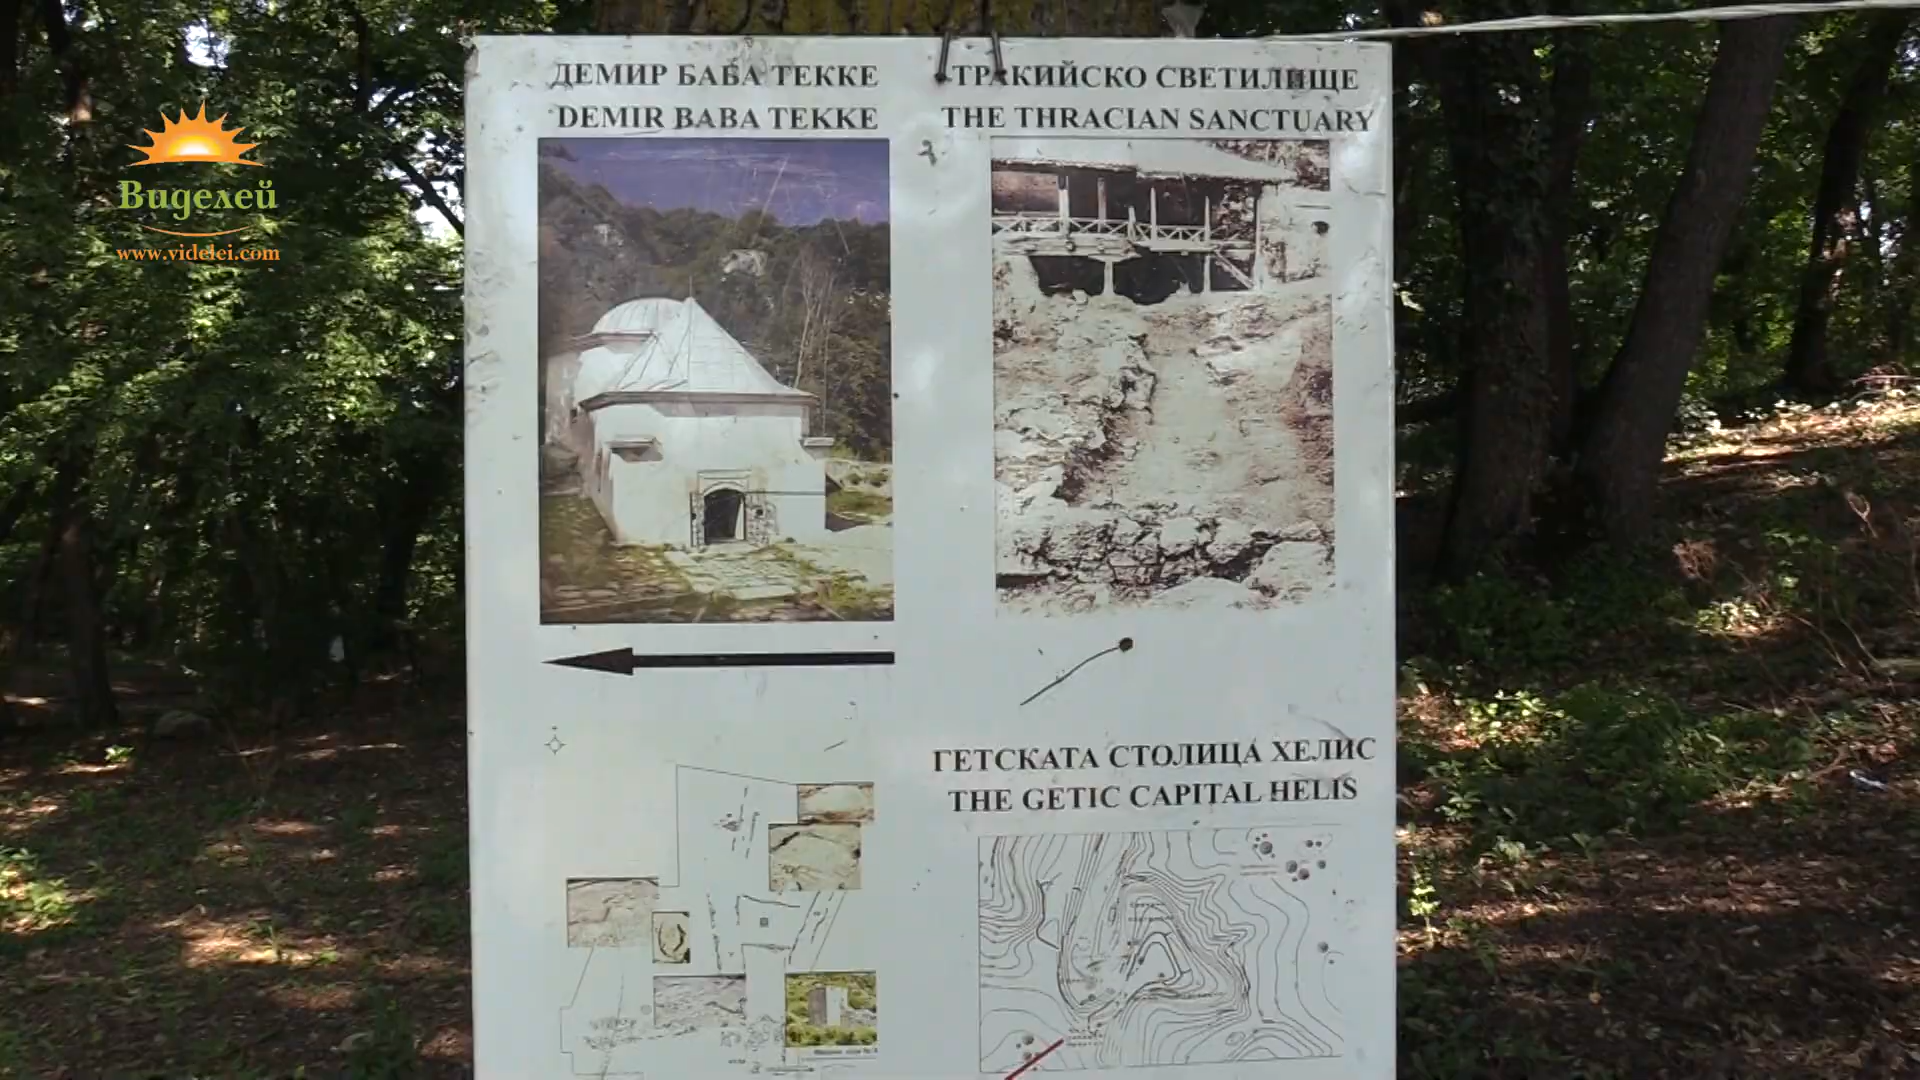 Виделей
www.videlei.com
ДЕМИР БАБА ТЕККЕ
DEMIR BABA TEKKE
ТРАКИЙСКО СВЕТИЛИЩЕ
THE THRACIAN SANCTUARY
ГЕТСКАТА СТОЛИЦА ХЕЛИС
THE GETIC CAPITAL HELIS